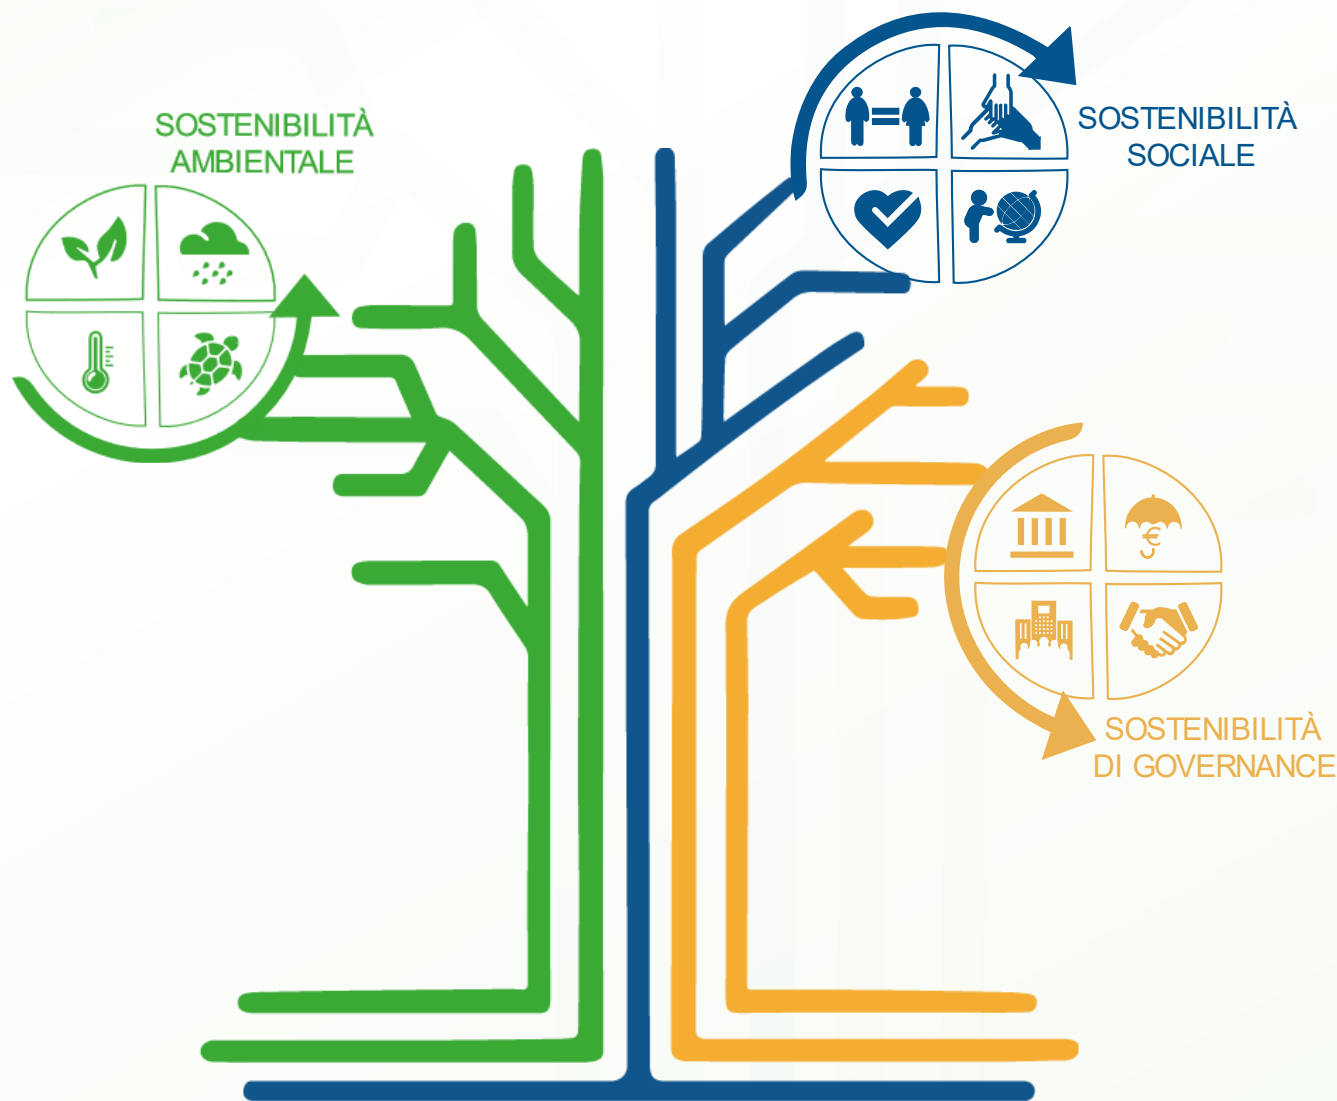 SOSTENIBILITÀ
AMBIENTALE
SOSTENIBILITÀ
SOCIALE
€
SOSTENIBILITÀ
DI GOVERNANCE